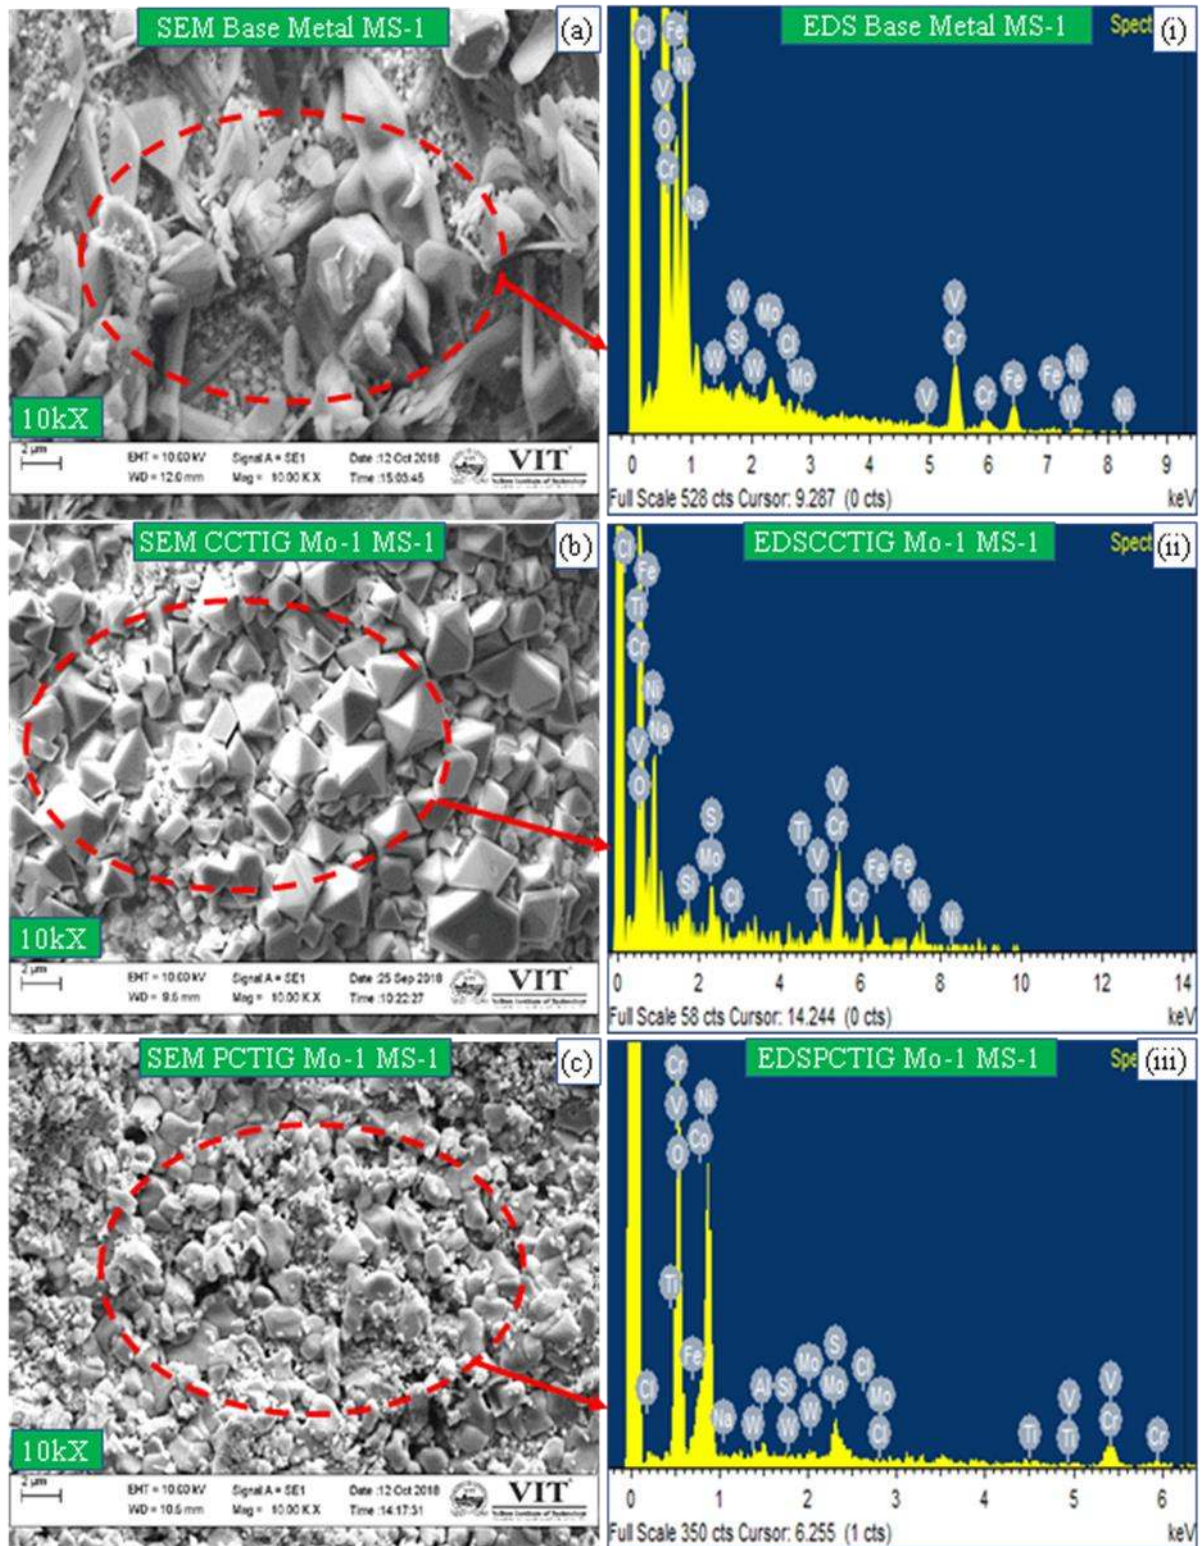 SEM Base Metal MS-1
(a)
10kX
2 µm
EHT = 10.00 kV Signal A = SE1 Date :12 Oct 2018
WD = 12.0 mm Mag = 10.00 K X Time :15:03:45
VIT
EDS Base Metal MS-1
Spect
(i)
Cl Fe
Ni
V
O
Cr
Na
W Mo
Si Cl
W W Mo
V
Cr
V Cr Fe Fe Ni
W Ni
0 1 2 3 4 5 6 7 8 9
Full Scale 528 cts Cursor: 9.287 (0 cts)
keV
SEM CCTIG Mo-1 MS-1
(b)
10kX
2 µm
EHT = 10.00 kV Signal A = SE1 Date :25 Sep 2018
WD = 9.5 mm Mag = 10.00 K X Time :10:22:27
VIT
EDSCCTIG Mo-1 MS-1
Spect
(ii)
Cl
Fe
Ti
Cr
Ni
V Na
O
S
Mo
Si Cl
V
Ti Cr
V Fe Fe
Ti Cr Ni Ni
0 2 4 6 8 10 12 14
Full Scale 58 cts Cursor: 14.244 (0 cts)
keV
SEM PCTIG Mo-1 MS-1
(c)
10kX
2 µm
EHT = 10.00 kV Signal A = SE1 Date :12 Oct 2018
WD = 10.5 mm Mag = 10.00 K X Time :14:17:31
VIT
EDSPCTIG Mo-1 MS-1
Spe
(iii)
Cr
V Ni
O Co
Ti
Fe
Cl
Na
Al Si Mo S Cl
W W W Mo Mo
Cl
V V
Ti Ti Cr Cr
0 1 2 3 4 5 6
Full Scale 350 cts Cursor: 6.255 (1 cts)
keV